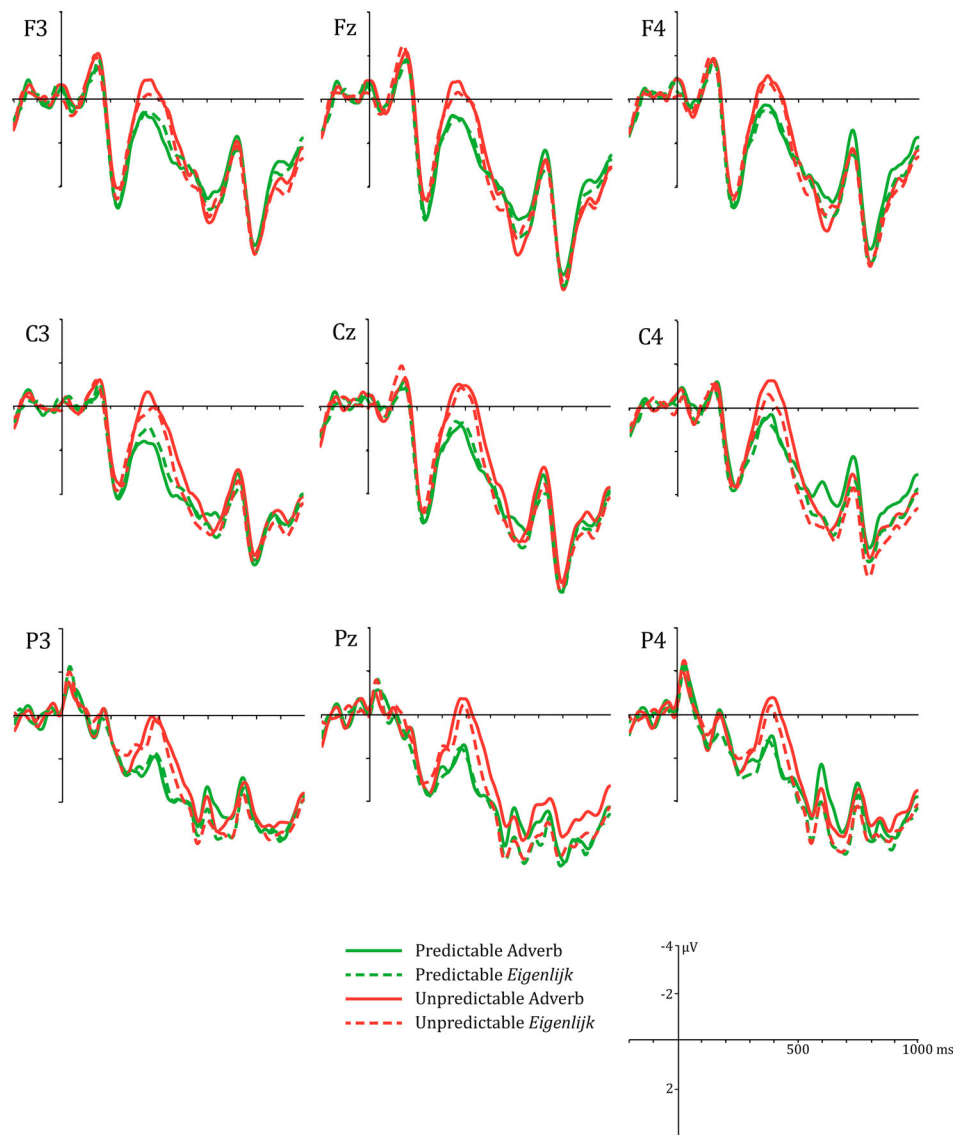 F3
Fz
F4
C3
Cz
C4
P3
Pz
P4
Predictable Adverb
Predictable Eigenlijk
Unpredictable Adverb
Unpredictable Eigenlijk
-4 μV
-2
500 1000 ms
2